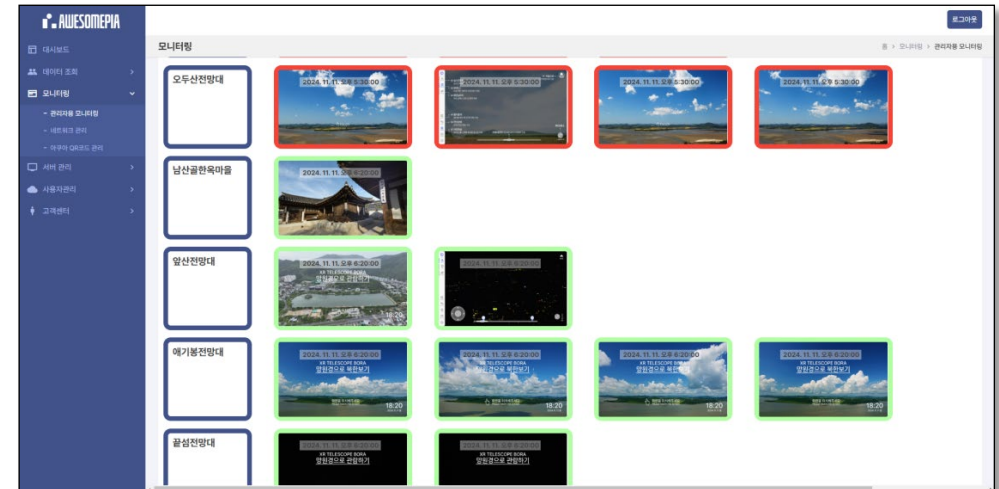 AWESOMEPIA
로그아웃
대시보드
데이터 조회
모니터링
관리자용 모니터링
네트워크 관리
아쿠아 QR코드 관리
서버 관리
사용자관리
고객센터
모니터링
홈 > 모니터링 > 관리자용 모니터링
오두산전망대
2024. 11. 11. 오후 5:30:00
2024. 11. 11. 오후 5:30:00
2024. 11. 11. 오후 5:30:00
2024. 11. 11. 오후 5:30:00
남산골한옥마을
2024. 11. 11. 오후 6:20:00
앞산전망대
2024. 11. 11. 오후 6:20:00
XR TELESCOPE BORA
망원경으로 관람하기
18:20
2024. 11. 11. 오후 6:20:00
애기봉전망대
2024. 11. 11. 오후 6:20:00
XR TELESCOPE BORA
망원경으로 북한보기
18:20
2024. 11. 11. 오후 6:20:00
XR TELESCOPE BORA
망원경으로 북한보기
18:20
2024. 11. 11. 오후 6:20:00
XR TELESCOPE BORA
망원경으로 북한보기
18:20
2024. 11. 11. 오후 6:20:00
XR TELESCOPE BORA
망원경으로 북한보기
18:20
끝섬전망대
2024. 11. 11. 오후 6:20:00
XR TELESCOPE BORA
망원경으로 관람하기
2024. 11. 11. 오후 6:20:00
XR TELESCOPE BORA
망원경으로 관람하기